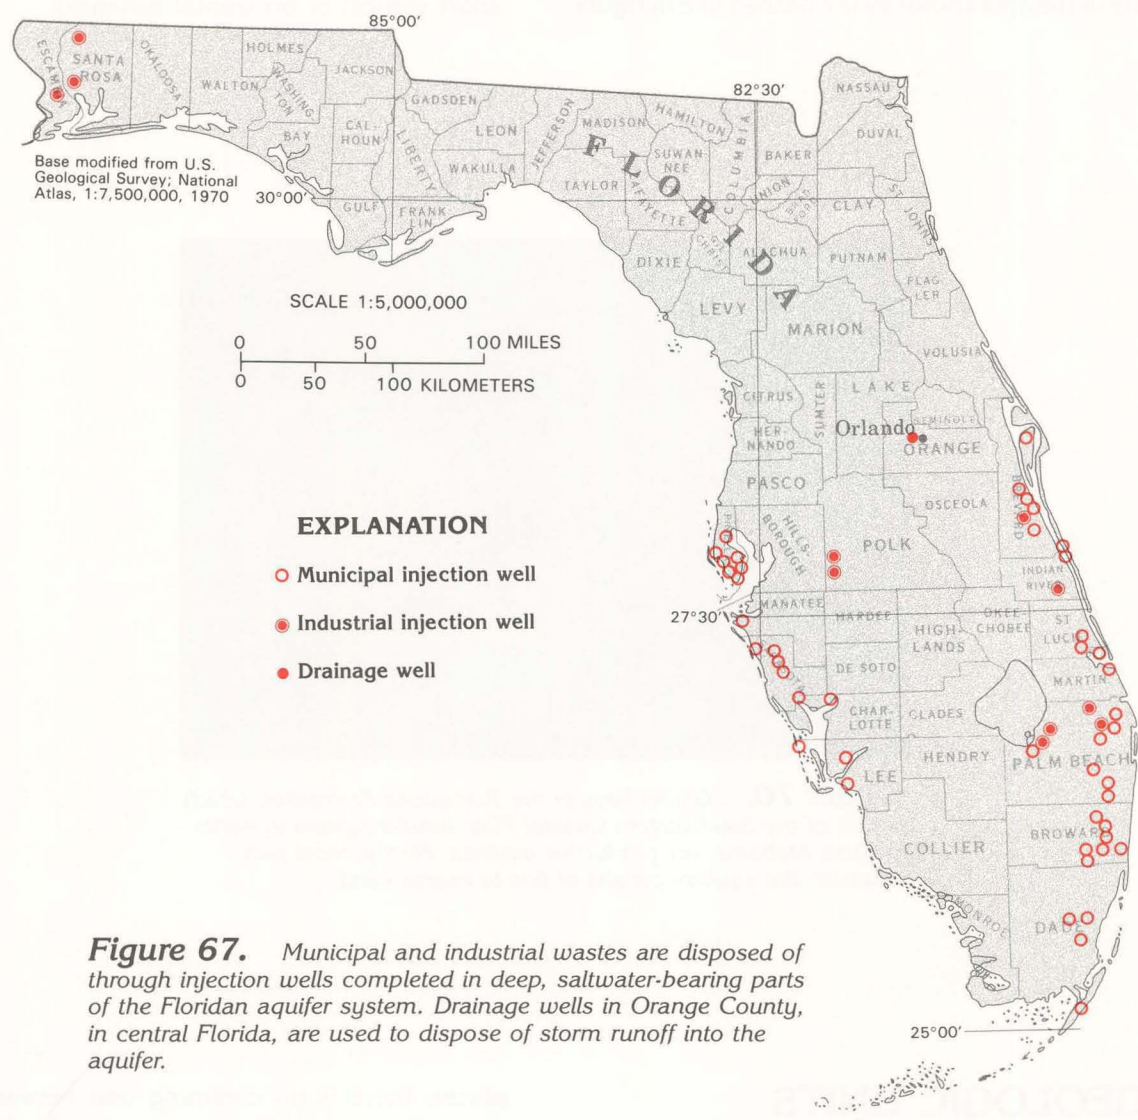 85°00′
82°30′
ESCAMBIA
SANTA
ROSA
OKALOOSA
WALTON
HOLMES
WASHING
TON
JACKSON
BAY
CAL-
HOUN
GULF
LIBERTY
GADSDEN
LEON
WAKULLA
FRANK-
LIN
JEFFERSON
MADISON
TAYLOR
HAMILTON
SUWAN
NEE
LAFAYETTE
DIXIE
COLUMBIA
BAKER
NASSAU
DUVAL
UNION
CLAY
ST JOHNS
ALACHUA
PUTNAM
FLAG-
LER
LEVY
MARION
VOLUSIA
FLORIDA
Base modified from U.S.
Geological Survey; National
Atlas, 1:7,500,000, 1970
30°00′
SCALE 1:5,000,000
0 50 100 MILES
0 50 100 KILOMETERS
CITRUS
SUMTER
LAKE
HER-
NANDO
Orlando
SEMINOLE
ORANGE
PASCO
OSCEOLA
BREVARD
HILLS-
BOROUGH
POLK
INDIAN
RIVER
EXPLANATION
Municipal injection well
Industrial injection well
Drainage well
27°30′
MANATEE
HARDEE
HIGH-
LANDS
OKEE
CHOBEE
ST
LUCIE
DE SOTO
MARTIN
CHAR-
LOTTE
GLADES
LEE
HENDRY
PALM BEACH
COLLIER
BROWARD
MONROE
DADE
25°00′
Figure 67. Municipal and industrial wastes are disposed of
through injection wells completed in deep, saltwater-bearing parts
of the Floridan aquifer system. Drainage wells in Orange County,
in central Florida, are used to dispose of storm runoff into the
aquifer.